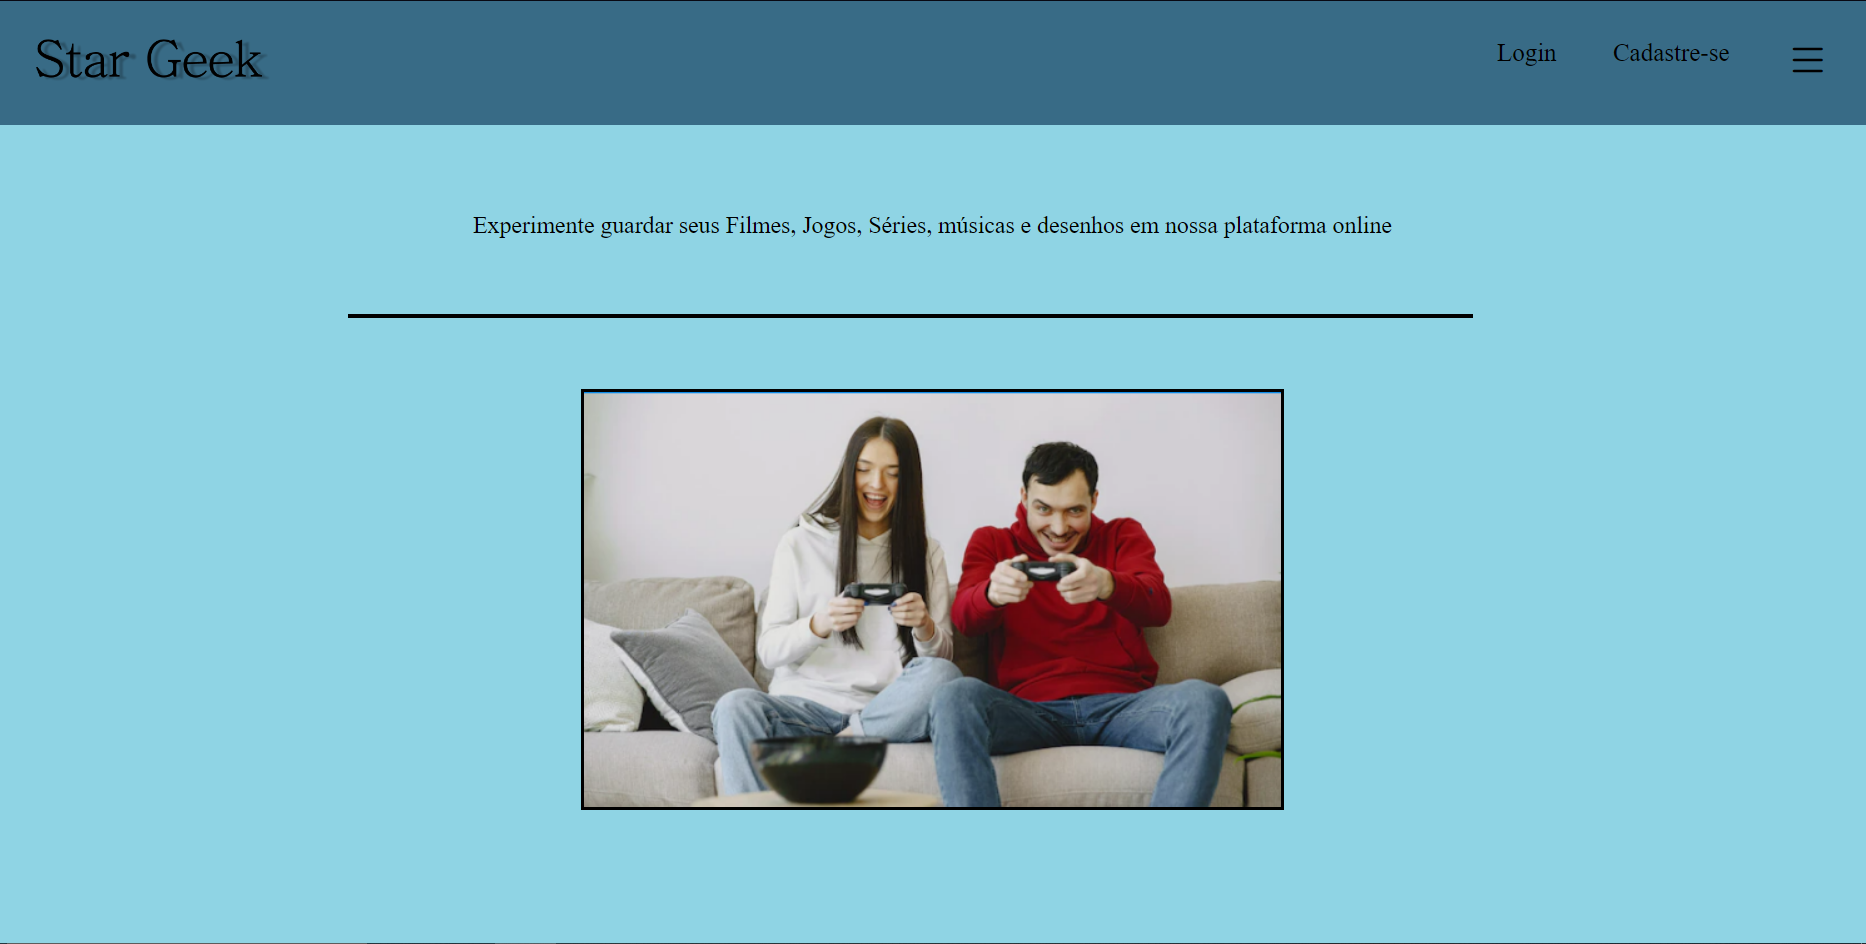 Star Geek
Login
Cadastre-se
Experimente guardar seus Filmes, Jogos, Séries, músicas e desenhos em nossa plataforma online